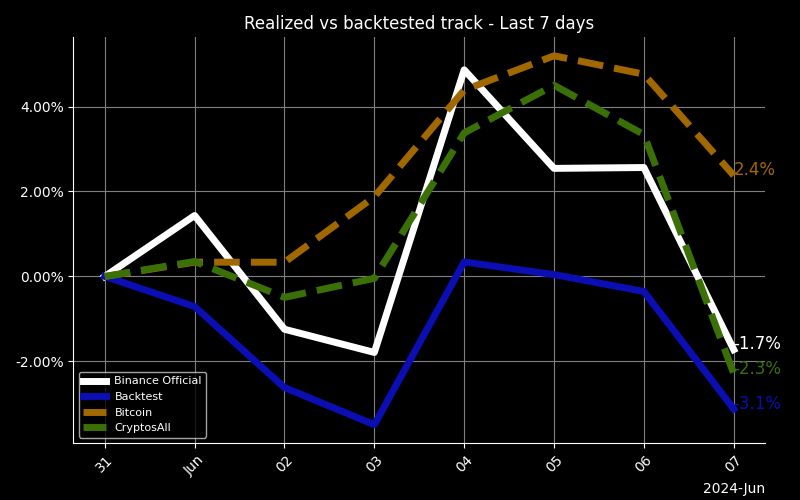 Realized vs backtested track - Last 7 days
4.00%
2.00%
0.00%
-2.00%
2.4%
-1.7%
-2.3%
-3.1%
Binance Official
Backtest
Bitcoin
CryptosAll
31
Jun
02
03
04
05
06
07
2024-Jun